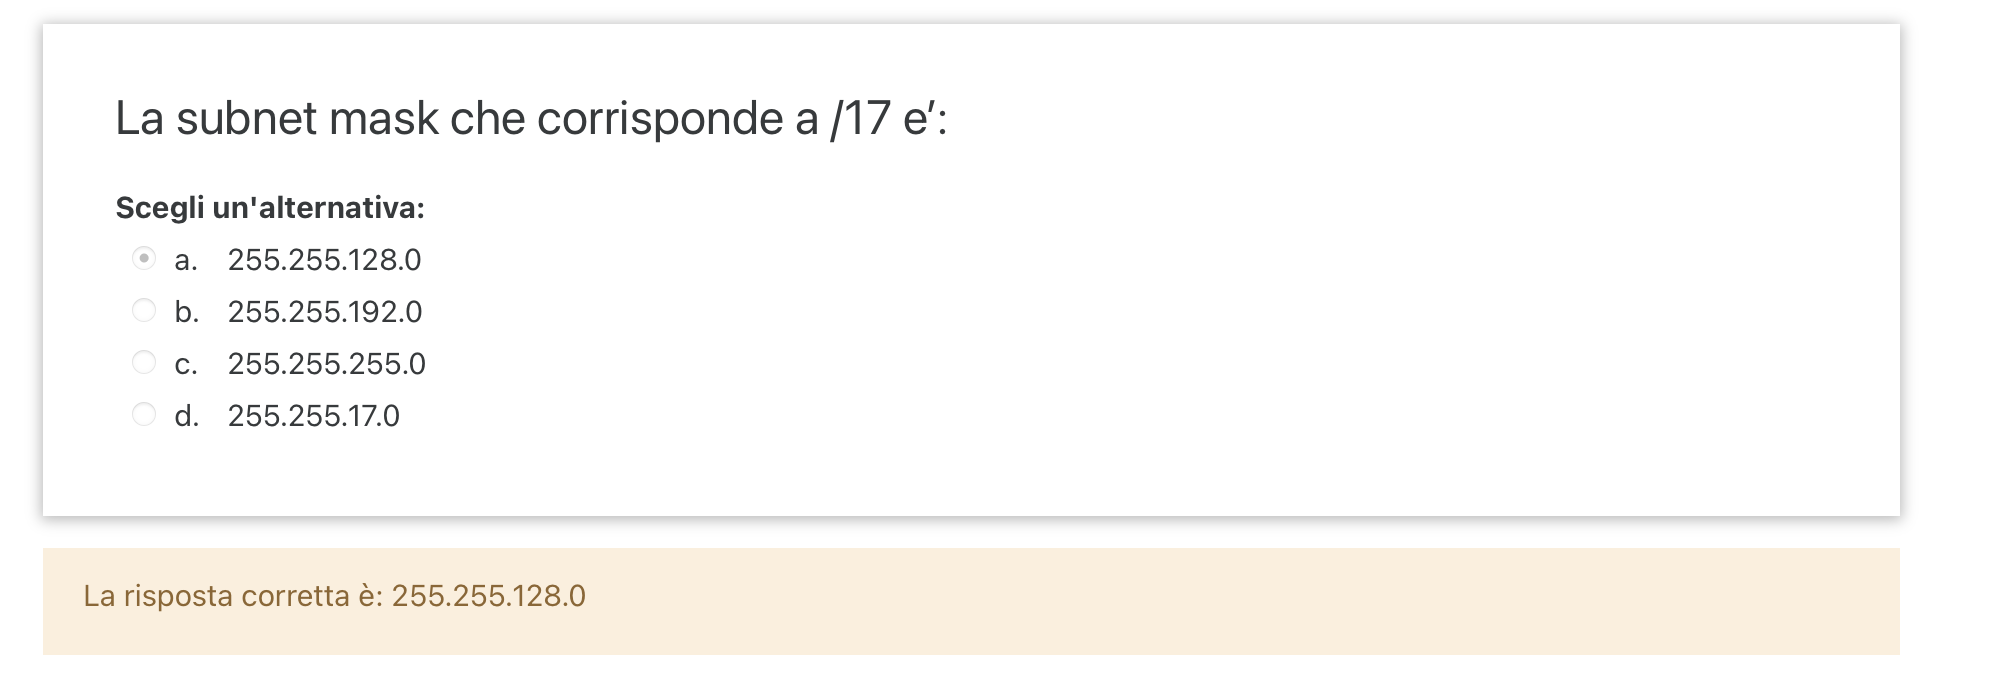 La subnet mask che corrisponde a /17 e':
Scegli un'alternativa:
a. 255.255.128.0
b. 255.255.192.0
c. 255.255.255.0
d. 255.255.17.0
La risposta corretta è: 255.255.128.0